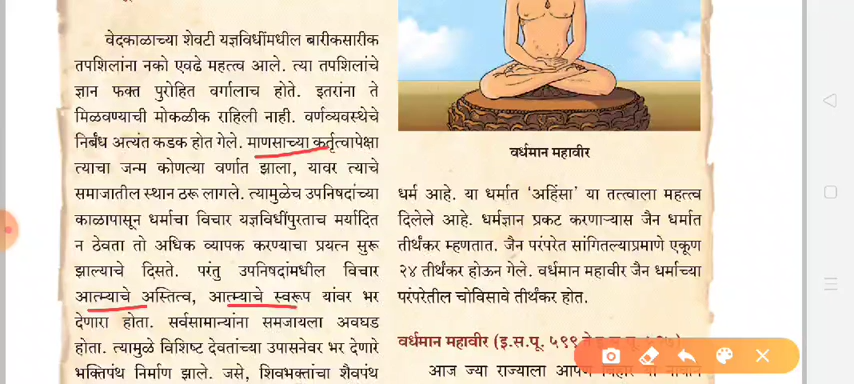 वेदकाळाच्या शेवटी यज्ञविधींमधील बारीकसारीक
तपशिलांना नको एवढे महत्व आले. त्या तपशिलांचे
ज्ञान फक्त पुरोहित वर्गालाच होते. इतरांना ते
मिळवण्याची मोकळीक राहिली नाही. वर्णव्यवस्थेचे
निर्बंध अत्यंत कडक होत गेले. माणसाच्या कर्तृत्वापेक्षा
त्याचा जन्म कोणत्या वर्णात झाला, यावर त्याचे
समाजातील स्थान ठरू लागले. त्यामुळेच उपनिषदांच्या
काळापासून धर्माचा विचार यज्ञविधींपुरताच मर्यादित
न ठेवता तो अधिक व्यापक करण्याचा प्रयत्न सुरू
झाल्याचे दिसते. परंतु उपनिषदांमधील विचार
आत्म्याचे अस्तित्व, आत्म्याचे स्वरूप यांवर भर
देणारा होता. सर्वसामान्यांना समजायला अवघड
होता. त्यामुळे विशिष्ट देवतांच्या उपासनेवर भर देणारे
भक्तिपंथ निर्माण झाले. जसे, शिवभक्तांचा शैवपंथ
वर्धमान महावीर
धर्म आहे. या धर्मात 'अहिंसा' या तत्त्वाला महत्व
दिलेले आहे. धर्मज्ञान प्रकट करणाऱ्यास जैन धर्मात
तीर्थंकर म्हणतात. जैन परंपरेत सांगितल्याप्रमाणे एकूण
२४ तीर्थंकर होऊन गेले. वर्धमान महावीर जैन धर्माच्या
परंपरेतील चोविसावे तीर्थंकर होत.
वर्धमान महावीर (इ.स.पू. ५९९ ते
आज ज्या राज्याला आपण